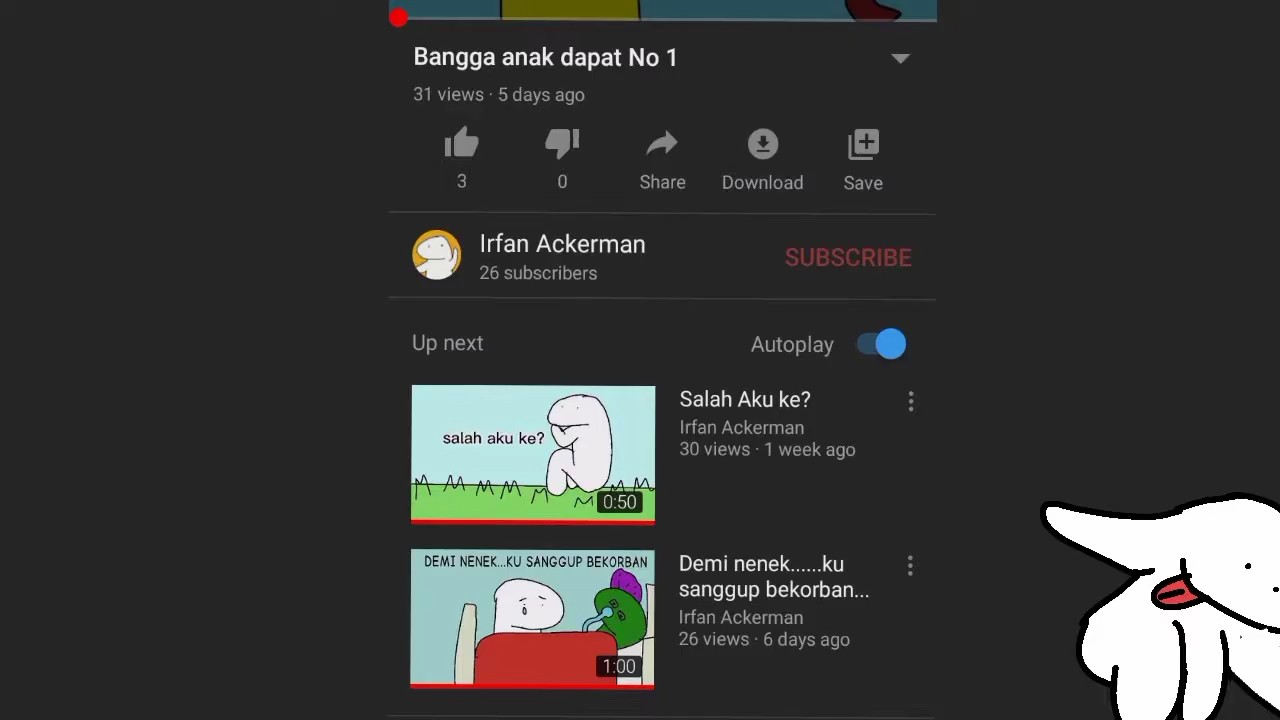 Bangga anak dapat No 1
31 views · 5 days ago
3
0
Share
Download
Save
Irfan Ackerman
26 subscribers
SUBSCRIBE
Up next
Autoplay
salah aku ke?
0:50
Salah Aku ke?
Irfan Ackerman
30 views · 1 week ago
DEMI NENEK...KU SANGGUP BEKORBAN
1:00
Demi nenek......ku
sanggup bekorban...
Irfan Ackerman
26 views · 6 days ago